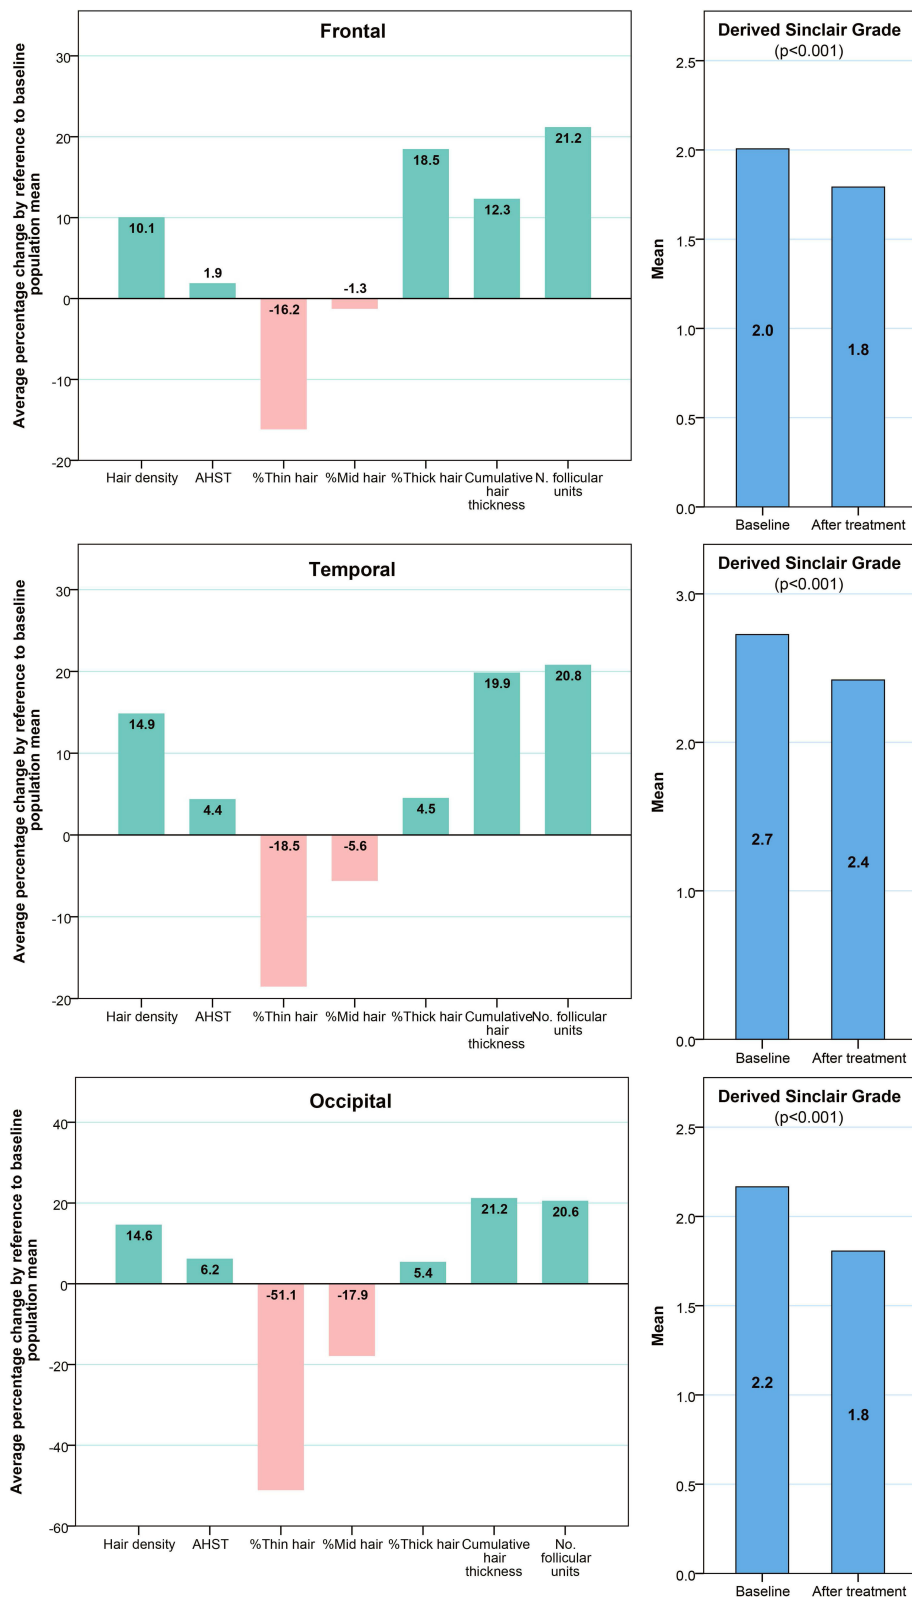 Frontal
Average percentage change by reference to baseline
population mean
30
20
10
0
-10
-20
10.1
1.9
-16.2
-1.3
18.5
12.3
21.2
Hair density
AHST
%Thin hair
%Mid hair
%Thick hair
Cumulative
hair
thickness
N. follicular
units
Derived Sinclair Grade
(p<0.001)
Mean
2.5
2.0
1.5
1.0
0.5
0.0
2.0
1.8
Baseline
After treatment
Temporal
Average percentage change by reference to baseline
population mean
30
20
10
0
-10
-20
14.9
4.4
-18.5
-5.6
4.5
19.9
20.8
Hair density
AHST
%Thin hair
%Mid hair
%Thick hair
Cumulative
hair
thickness
No. follicular
units
Derived Sinclair Grade
(p<0.001)
Mean
3.0
2.0
1.0
0.0
2.7
2.4
Baseline
After treatment
Occipital
Average percentage change by reference to baseline
population mean
40
20
0
-20
-40
-60
14.6
6.2
-51.1
-17.9
5.4
21.2
20.6
Hair density
AHST
%Thin hair
%Mid hair
%Thick hair
Cumulative
hair
thickness
No.
follicular
units
Derived Sinclair Grade
(p<0.001)
Mean
2.5
2.0
1.5
1.0
0.5
0.0
2.2
1.8
Baseline
After treatment